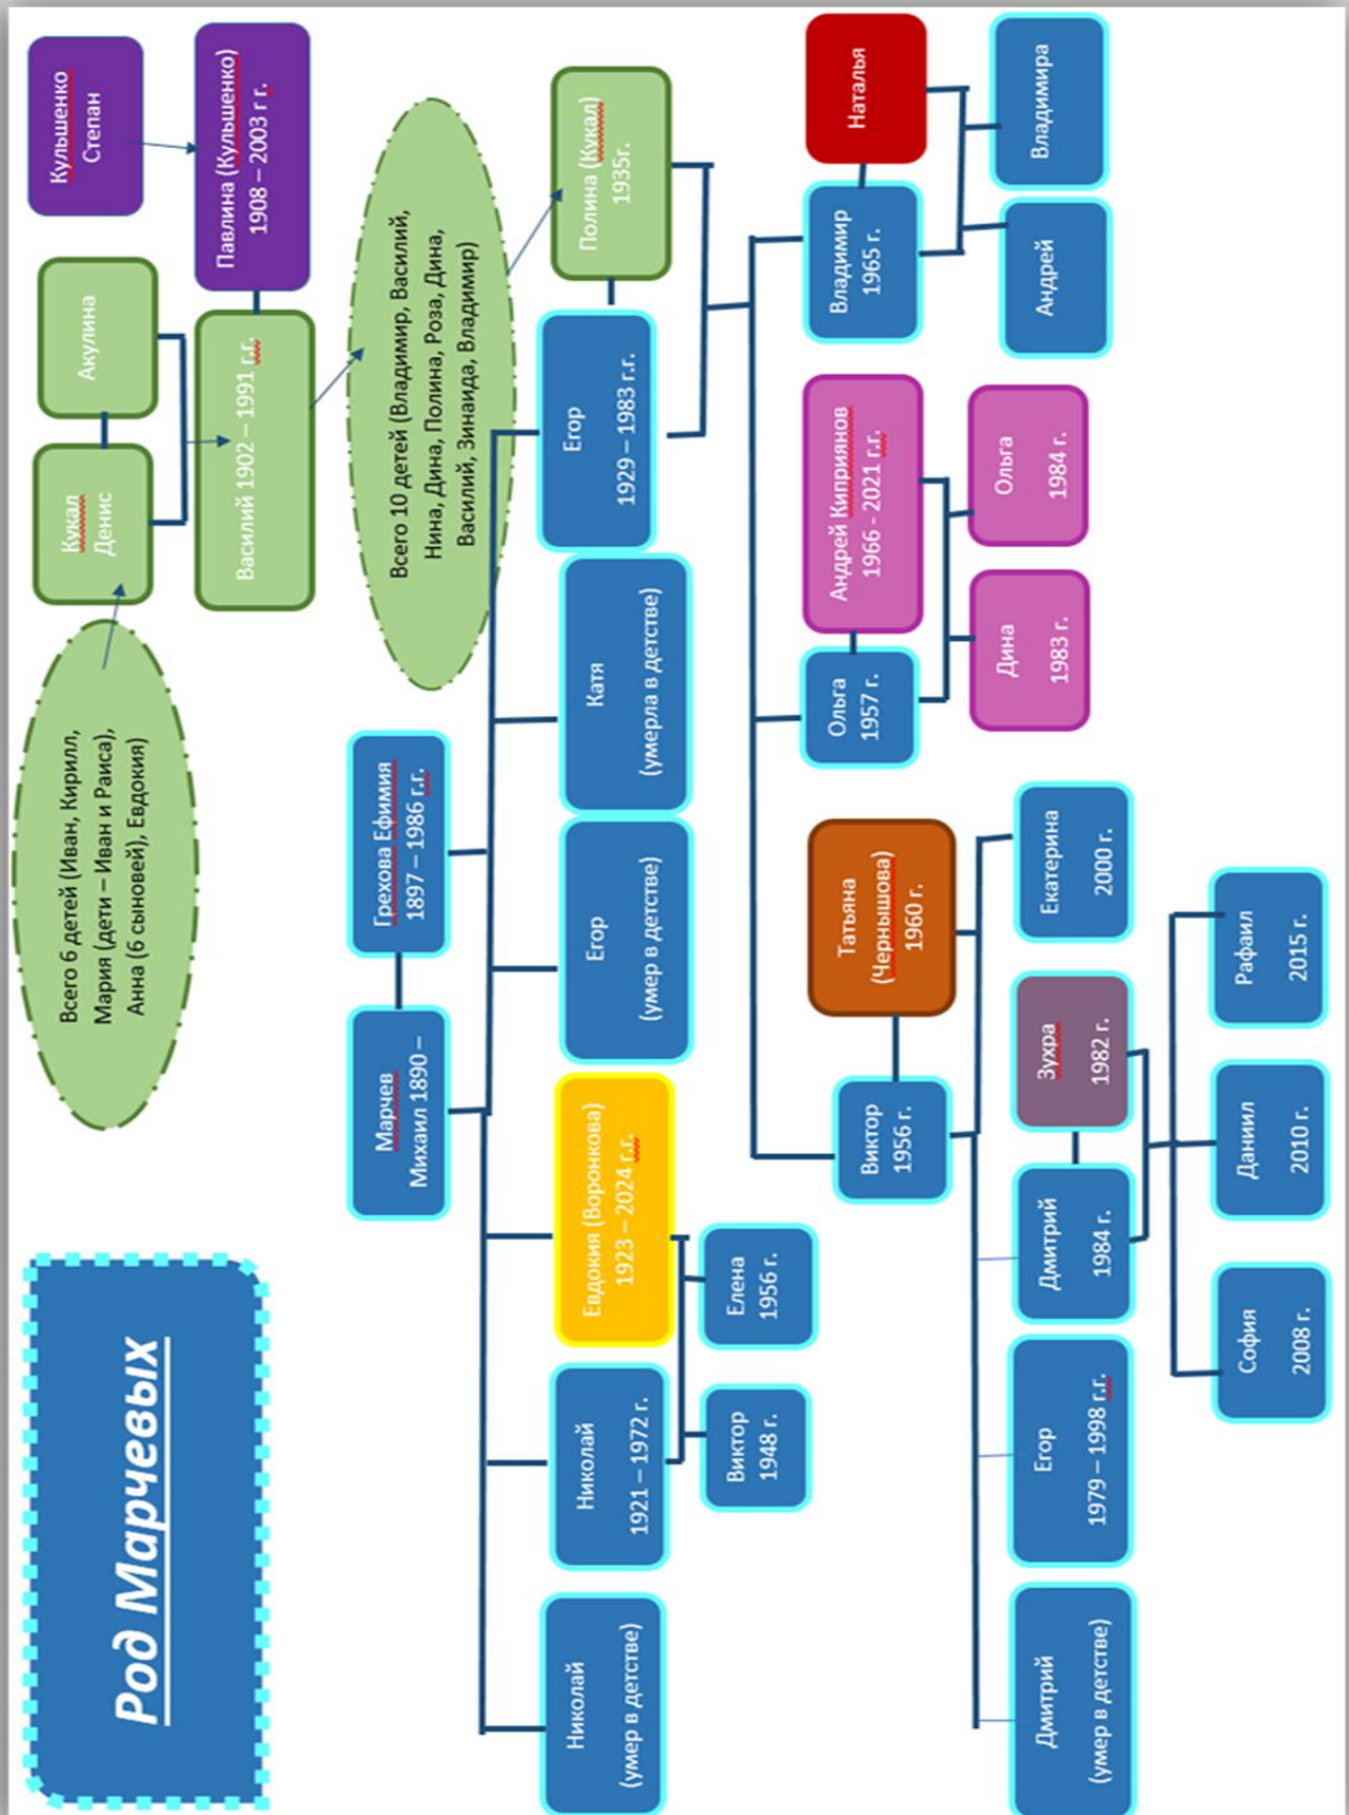 Род Марчевых
Всего 6 детей (Иван, Кирилл,
Мария (дети – Иван и Раиса),
Анна (6 сыновей), Евдокия)
Кукал
Денис
Акулина
Кульшенко
Степан
Василий 1902 – 1991 г.г.
Павлина (Кульшенко)
1908 – 2003 г г.
Марчев
Михаил 1890 –
Грехова Ефимия
1897 – 1986 г.г.
Всего 10 детей (Владимир, Василий,
Нина, Дина, Полина, Роза, Дина,
Василий, Зинаида, Владимир)
Николай
(умер в детстве)
Николай
1921 – 1972 г.
Евдокия (Воронкова)
1923 – 2024 г.г.
Егор
(умер в детстве)
Катя
(умерла в детстве)
Егор
1929 – 1983 г.г.
Полина (Кукал)
1935г.
Виктор
1948 г.
Елена
1956 г.
Виктор
1956 г.
Татьяна
(Чернышова)
1960 г.
Ольга
1957 г.
Андрей Киприянов
1966 - 2021 г.г.
Владимир
1965 г.
Наталья
Дмитрий
(умер в детстве)
Егор
1979 – 1998 г.г.
Дмитрий
1984 г.
Зухра
1982 г.
Екатерина
2000 г.
Дина
1983 г.
Ольга
1984 г.
Андрей
Владимира
София
2008 г.
Даниил
2010 г.
Рафаил
2015 г.